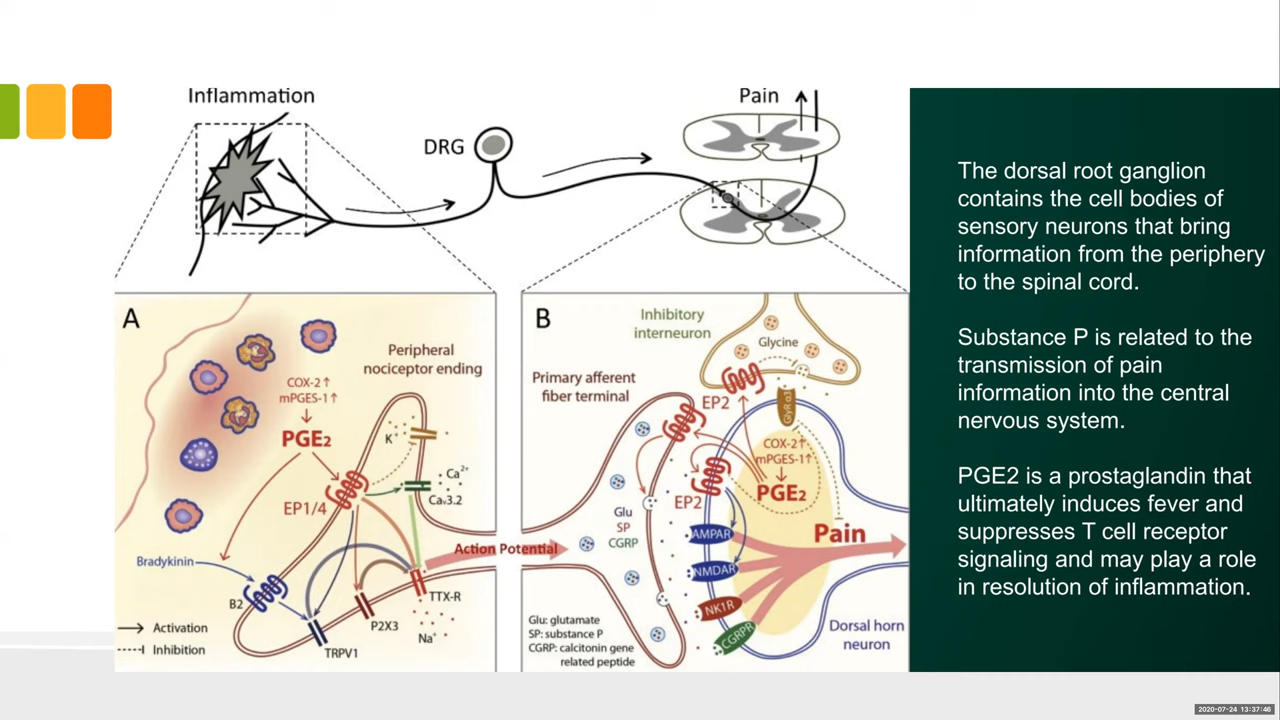 Inflammation
DRG
Pain
A
COX-2↑
mPGES-1↑
PGE₂
Peripheral
nociceptor ending
K⁺
Ca²⁺
Caᵥ3.2
EP1/4
Action Potential
Bradykinin
B2
TTX-R
P2X3
Na⁺
TRPV1
Activation
Inhibition
B
Inhibitory
interneuron
Glycine
Primary afferent
fiber terminal
EP2
GlyR α3
COX-2↑
mPGES-1↑
PGE₂
EP2
Glu
SP
CGRP
AMPAR
NMDAR
NK1R
CGRPR
Pain
Glu: glutamate
SP: substance P
CGRP: calcitonin gene
related peptide
Dorsal horn
neuron
The dorsal root ganglion
contains the cell bodies of
sensory neurons that bring
information from the periphery
to the spinal cord.
Substance P is related to the
transmission of pain
information into the central
nervous system.
PGE2 is a prostaglandin that
ultimately induces fever and
suppresses T cell receptor
signaling and may play a role
in resolution of inflammation.
2020-07-24 13:37:46